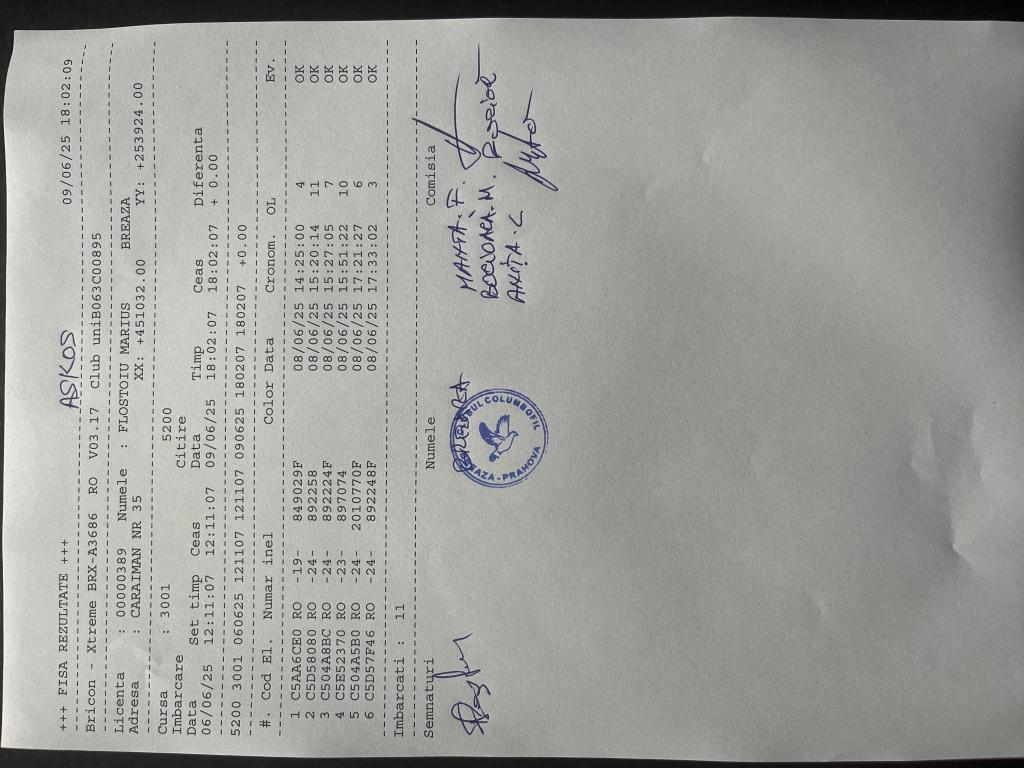 ASKOS
+++ FISA REZULTATE +++ 09/06/25 18:02:09
Bricon - Xtreme BRX-A3686 RO V03.17 Club uniB063C00895
Licenta : 00000389 Numele : FLOSTOIU MARIUS BREAZA
Adresa : CARAIMAN NR 35 XX: +451032.00 YY: +253924.00
Cursa : 3001 5200
Imbarcare Citire
Data Set timp Ceas Data Timp Ceas Diferenta
06/06/25 12:11:07 12:11:07 09/06/25 18:02:07 18:02:07 + 0.00
5200 3001 060625 121107 121107 090625 180207 180207 +0.00
#. Cod El. Numar inel Color Data Cronom. OL Ev.
1 C5AA6CE0 RO -19- 849029F 08/06/25 14:25:00 4 OK
2 C5D58080 RO -24- 892258 08/06/25 15:20:14 11 OK
3 C504A8BC RO -24- 892224F 08/06/25 15:27:05 7 OK
4 C5E52370 RO -23- 897074 08/06/25 15:51:22 10 OK
5 C504A5B0 RO -24- 2010770F 08/06/25 17:21:27 6 OK
6 C5D57F46 RO -24- 892248F 08/06/25 17:33:02 3 OK
Imbarcati : 11
Semnaturi Numele Comisia
MANTA. F.
M.
ANIȚA. C
CLUBUL COLUMBOFIL
BREAZA - PRAHOVA